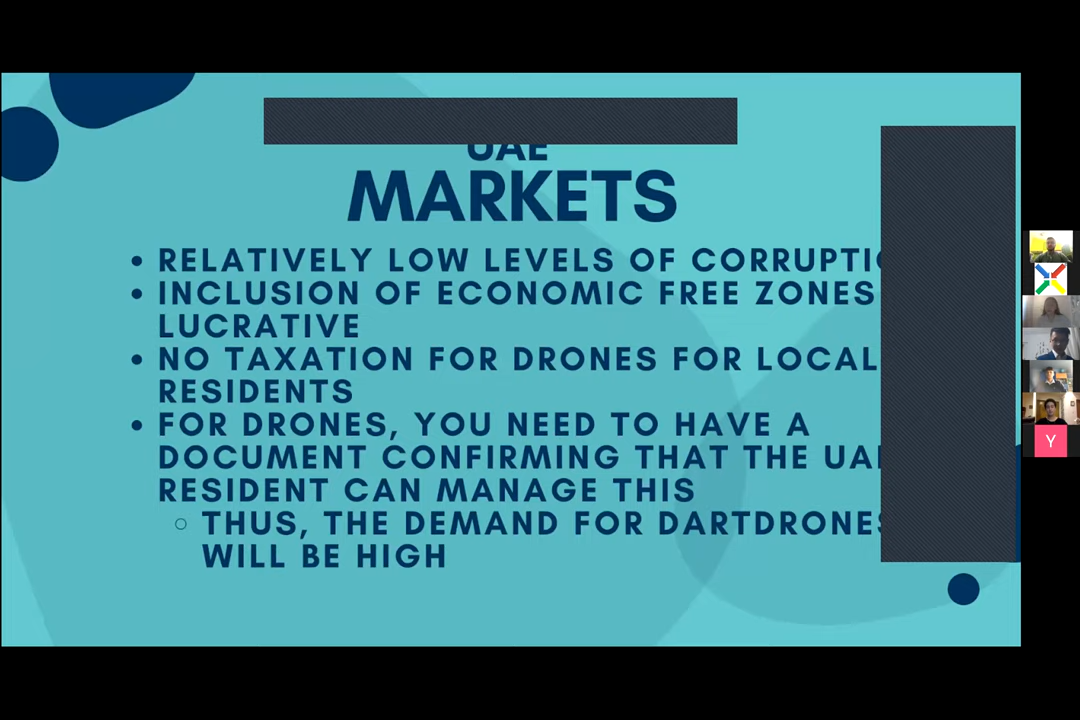 UAE
MARKETS
• RELATIVELY LOW LEVELS OF
• INCLUSION OF ECONOMIC FREE ZONES
LUCRATIVE
• NO TAXATION FOR DRONES FOR LOCAL
RESIDENTS
• FOR DRONES, YOU NEED TO HAVE A
DOCUMENT CONFIRMING THAT THE
RESIDENT CAN MANAGE THIS
○ THUS, THE DEMAND FOR DARTDRONES
WILL BE HIGH
Y